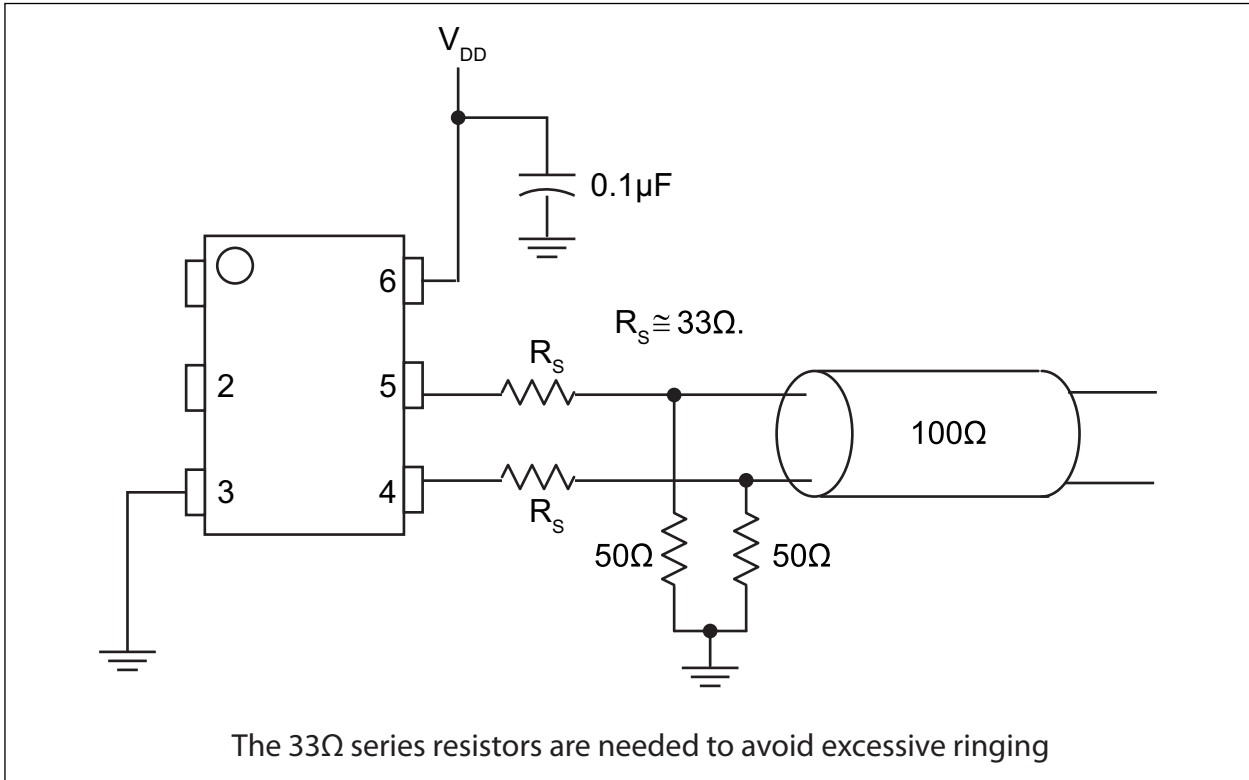 V_DD
0.1µF
6
R_S ≅ 33Ω.
R_S
2
5
100Ω
3
4
R_S
50Ω
50Ω
The 33Ω series resistors are needed to avoid excessive ringing